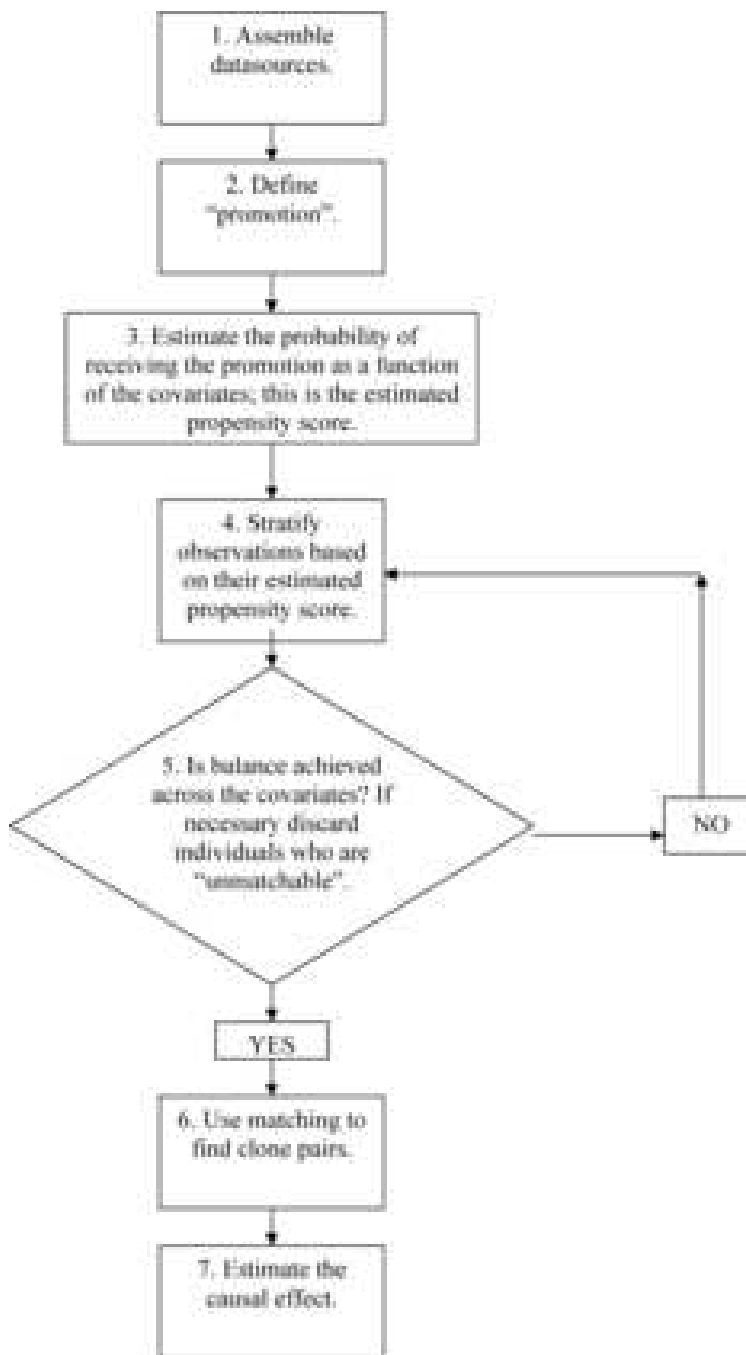 1. Assemble
datasources.
2. Define
“promotion”.
3. Estimate the probability of
receiving the promotion as a function
of the covariates; this is the estimated
propensity score.
4. Stratify
observations based
on their estimated
propensity score.
5. Is balance achieved
across the covariates? If
necessary discard
individuals who are
“unmatchable”.
NO
YES
6. Use matching to
find clone pairs.
7. Estimate the
causal effect.